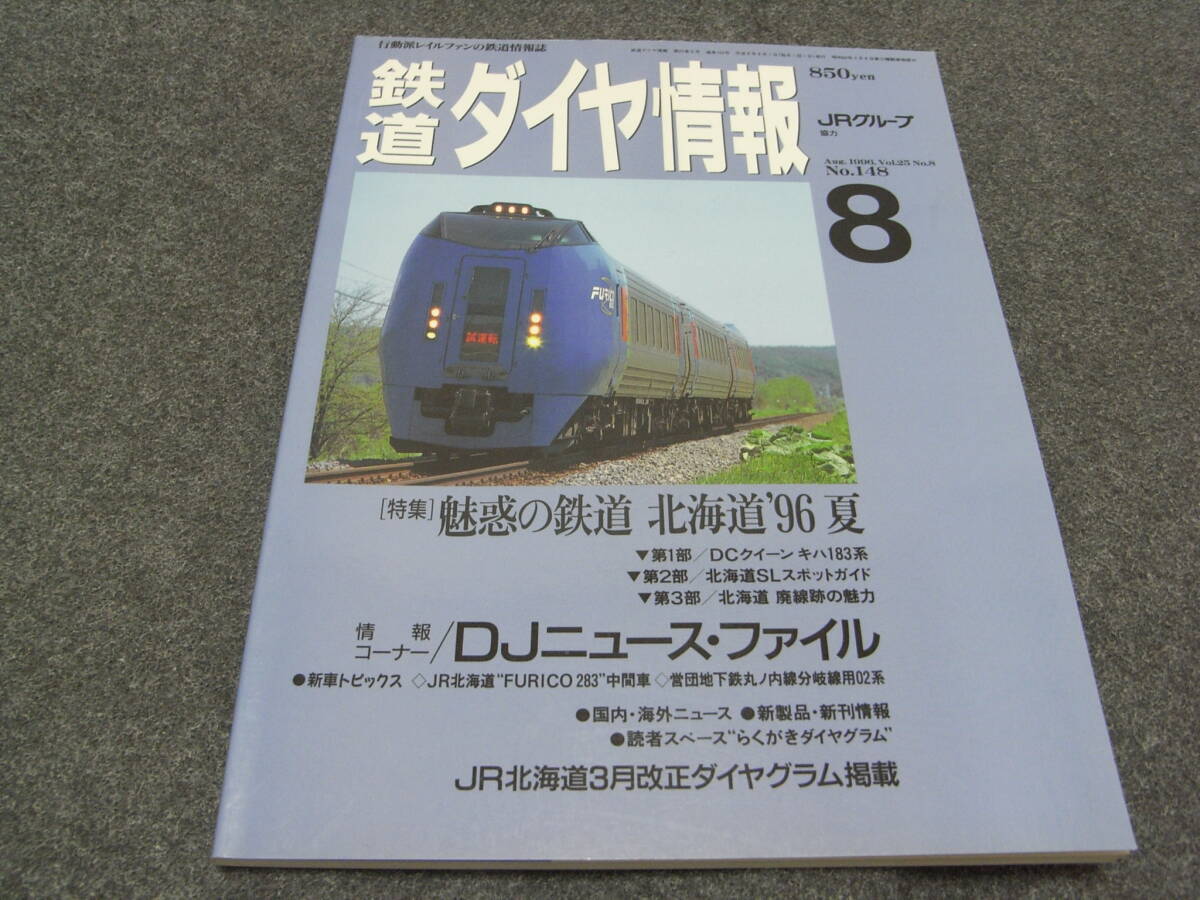 行動派レイルファンの鉄道情報誌
鉄道ダイヤ情報
850yen
JRグループ
協力
Aug. 1996, Vol.25 No.8
No.148
8
FURICO
試運転
[特集]魅惑の鉄道 北海道'96 夏
▼第1部/DCクイーン キハ183系
▼第2部/北海道SLスポットガイド
▼第3部/北海道 廃線跡の魅力
情報コーナー/DJニュース・ファイル
●新車トピックス ◇JR北海道“FURICO 283”中間車 ◇営団地下鉄丸ノ内線分岐線用02系
●国内・海外ニュース ●新製品・新刊情報
●読者スペース“らくがきダイヤグラム”
JR北海道3月改正ダイヤグラム掲載